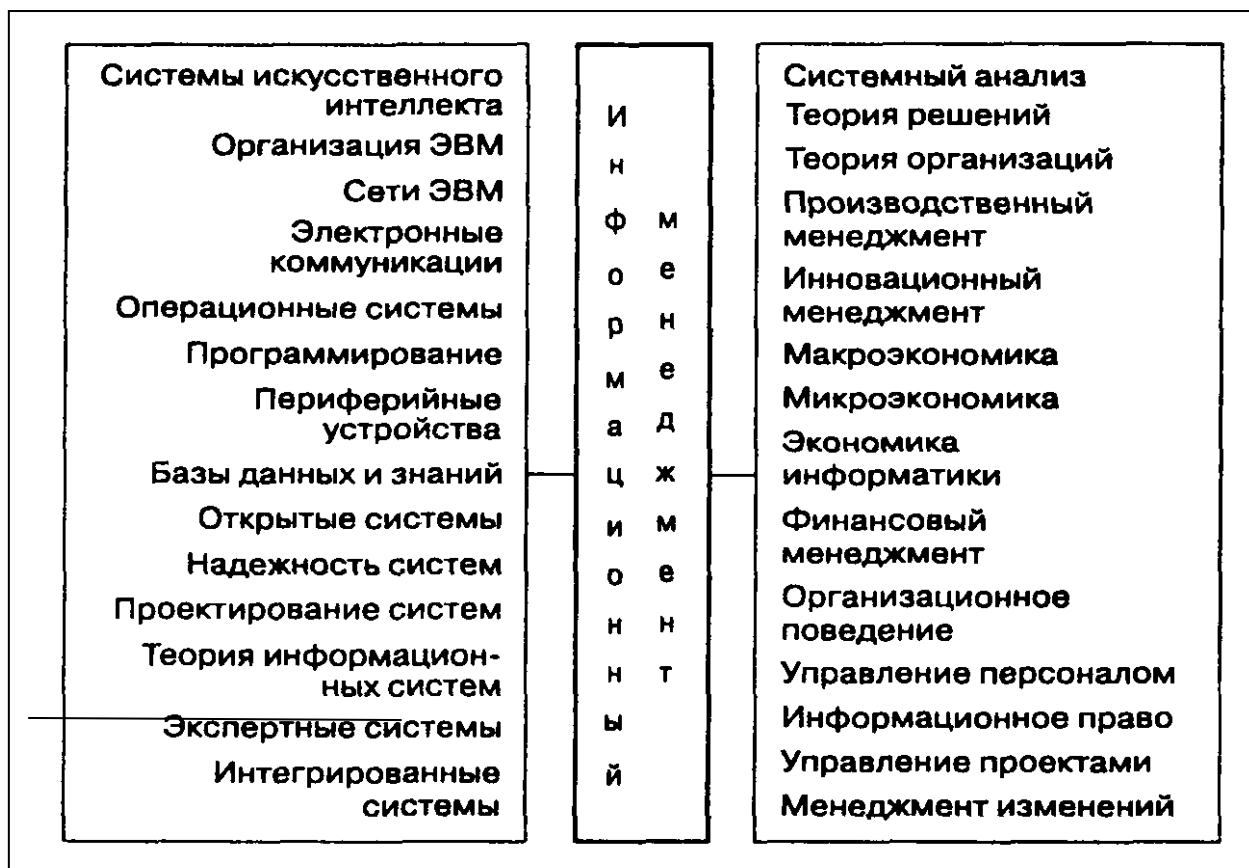 Системы искусственного
интеллекта
Организация ЭВМ
Сети ЭВМ
Электронные
коммуникации
Операционные системы
Программирование
Периферийные
устройства
Базы данных и знаний
Открытые системы
Надежность систем
Проектирование систем
Теория информацион-
ных систем
Экспертные системы
Интегрированные
системы
Информационный
менеджмент
Системный анализ
Теория решений
Теория организаций
Производственный
менеджмент
Инновационный
менеджмент
Макроэкономика
Микроэкономика
Экономика
информатики
Финансовый
менеджмент
Организационное
поведение
Управление персоналом
Информационное право
Управление проектами
Менеджмент изменений